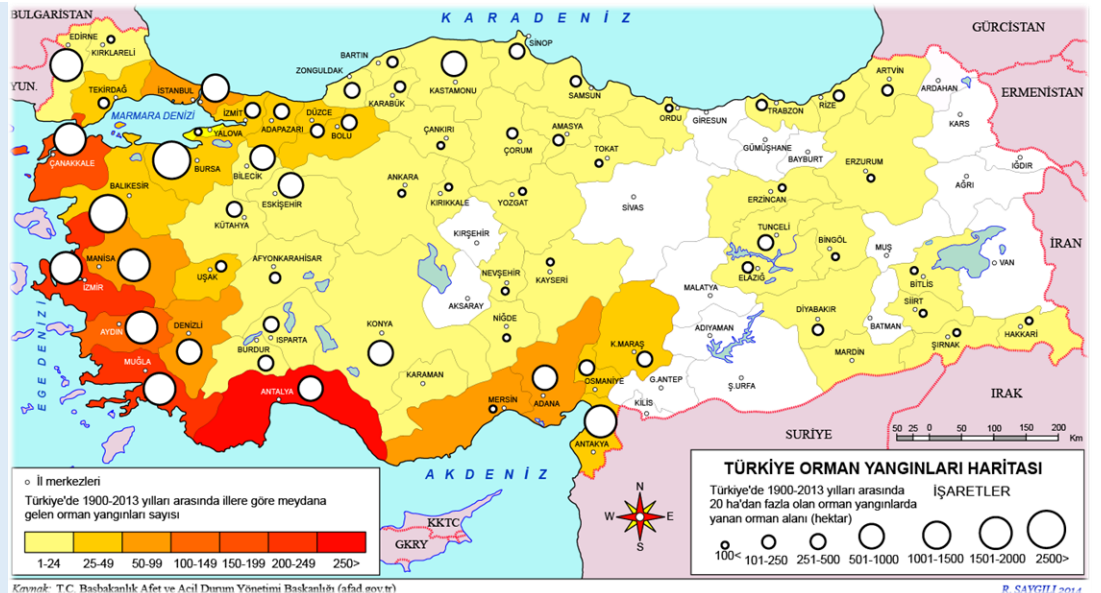 BULGARİSTAN
K A R A D E N İ Z
GÜRCİSTAN
EDİRNE
KIRKLARELİ
SİNOP
BARTIN
ZONGULDAK
KASTAMONU
ARTVİN
YUN.
TEKİRDAĞ
İSTANBUL
KARABÜK
SAMSUN
ARDAHAN
ERMENİSTAN
İZMİT
DÜZCE
ORDU
GİRESUN
TRABZON
RİZE
KARS
MARMARA DENİZİ
YALOVA
ADAPAZARI
BOLU
ÇANKIRI
ÇORUM
AMASYA
TOKAT
GÜMÜŞHANE
BAYBURT
ERZURUM
IĞDIR
AĞRI
ÇANAKKALE
BURSA
BİLECİK
ANKARA
KIRIKKALE
YOZGAT
SİVAS
ERZİNCAN
BALIKESİR
ESKİŞEHİR
KÜTAHYA
KIRŞEHİR
TUNCELİ
BİNGÖL
MUŞ
İRAN
MANİSA
UŞAK
AFYONKARAHİSAR
NEVŞEHİR
KAYSERİ
ELAZIĞ
BİTLİS
VAN
İZMİR
AKSARAY
MALATYA
SİİRT
AYDIN
DENİZLİ
ISPARTA
KONYA
NİĞDE
ADIYAMAN
DİYABAKIR
BATMAN
HAKKARİ
BURDUR
K.MARAŞ
MARDİN
ŞIRNAK
MUĞLA
KARAMAN
OSMANİYE
G.ANTEP
Ş.URFA
EGE DENİZİ
ANTALYA
MERSİN
ADANA
KİLİS
IRAK
ANTAKYA
SURİYE
50 25 0 50 100 150 200
Km
A K D E N İ Z
KKTC
GKRY
N
W E
S
İl merkezleri
Türkiye'de 1900-2013 yılları arasında illere göre meydana
gelen orman yangınları sayısı
1-24 25-49 50-99 100-149 150-199 200-249 250>
TÜRKİYE ORMAN YANGINLARI HARİTASI
Türkiye'de 1900-2013 yılları arasında
20 ha'dan fazla olan orman yangınlarda
yanan orman alanı (hektar)
İŞARETLER
100< 101-250 251-500 501-1000 1001-1500 1501-2000 2500>
Kaynak: T.C. Başbakanlık Afet ve Acil Durum Yönetimi Başkanlığı (afad.gov.tr)
R. SAYGILI 2014